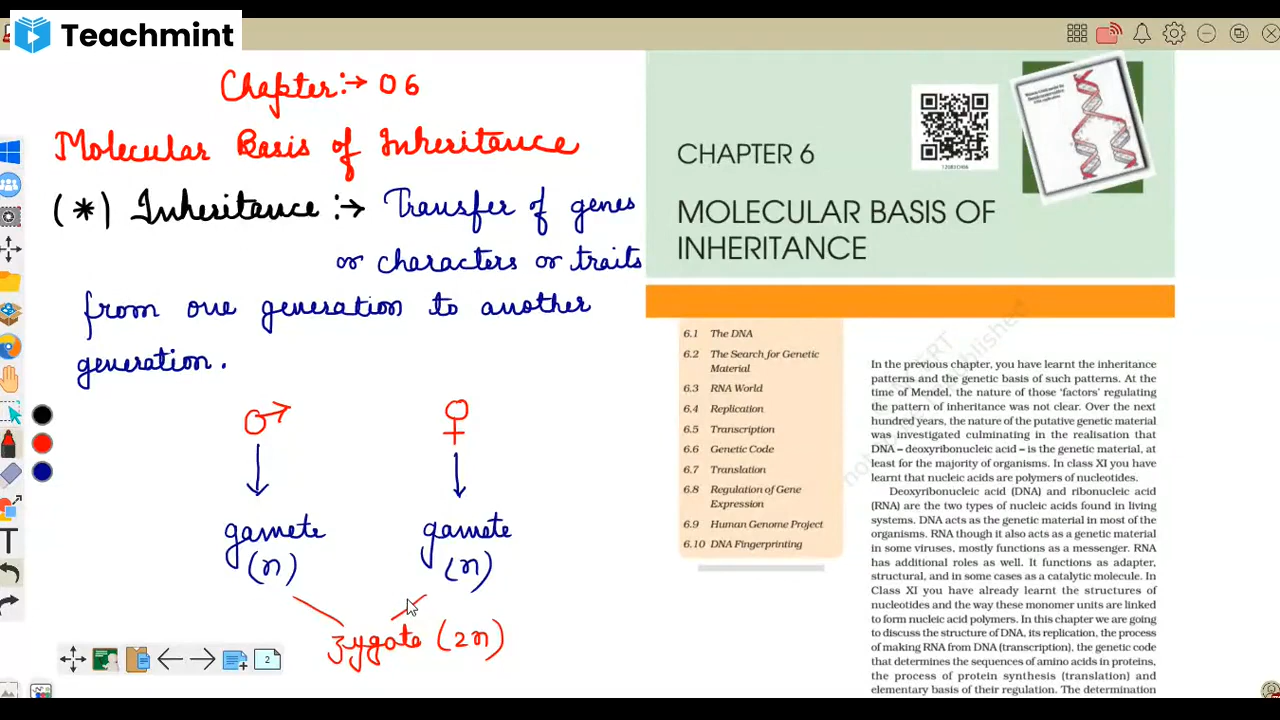 Teachmint
Chapter:→ 06
Molecular Basis of Inheritance
(*) Inheritance :→ Transfer of genes
or characters or traits
from one generation to another
generation.
♂ ♀
gamete gamete
(n) (n)
zygate (2n)
2
T
CHAPTER 6
MOLECULAR BASIS OF
INHERITANCE
6.1 The DNA
6.2 The Search for Genetic
Material
6.3 RNA World
6.4 Replication
6.5 Transcription
6.6 Genetic Code
6.7 Translation
6.8 Regulation of Gene
Expression
6.9 Human Genome Project
6.10 DNA Fingerprinting
In the previous chapter, you have learnt the inheritance
patterns and the genetic basis of such patterns. At the
time of Mendel, the nature of those ‘factors’ regulating
the pattern of inheritance was not clear. Over the next
hundred years, the nature of the putative genetic material
was investigated culminating in the realisation that
DNA – deoxyribonucleic acid – is the genetic material, at
least for the majority of organisms. In class XI you have
learnt that nucleic acids are polymers of nucleotides.
Deoxyribonucleic acid (DNA) and ribonucleic acid
(RNA) are the two types of nucleic acids found in living
systems. DNA acts as the genetic material in most of the
organisms. RNA though it also acts as a genetic material
in some viruses, mostly functions as a messenger. RNA
has additional roles as well. It functions as adapter,
structural, and in some cases as a catalytic molecule. In
Class XI you have already learnt the structures of
nucleotides and the way these monomer units are linked
to form nucleic acid polymers. In this chapter we are going
to discuss the structure of DNA, its replication, the process
of making RNA from DNA (transcription), the genetic code
that determines the sequences of amino acids in proteins,
the process of protein synthesis (translation) and
elementary basis of their regulation. The determination